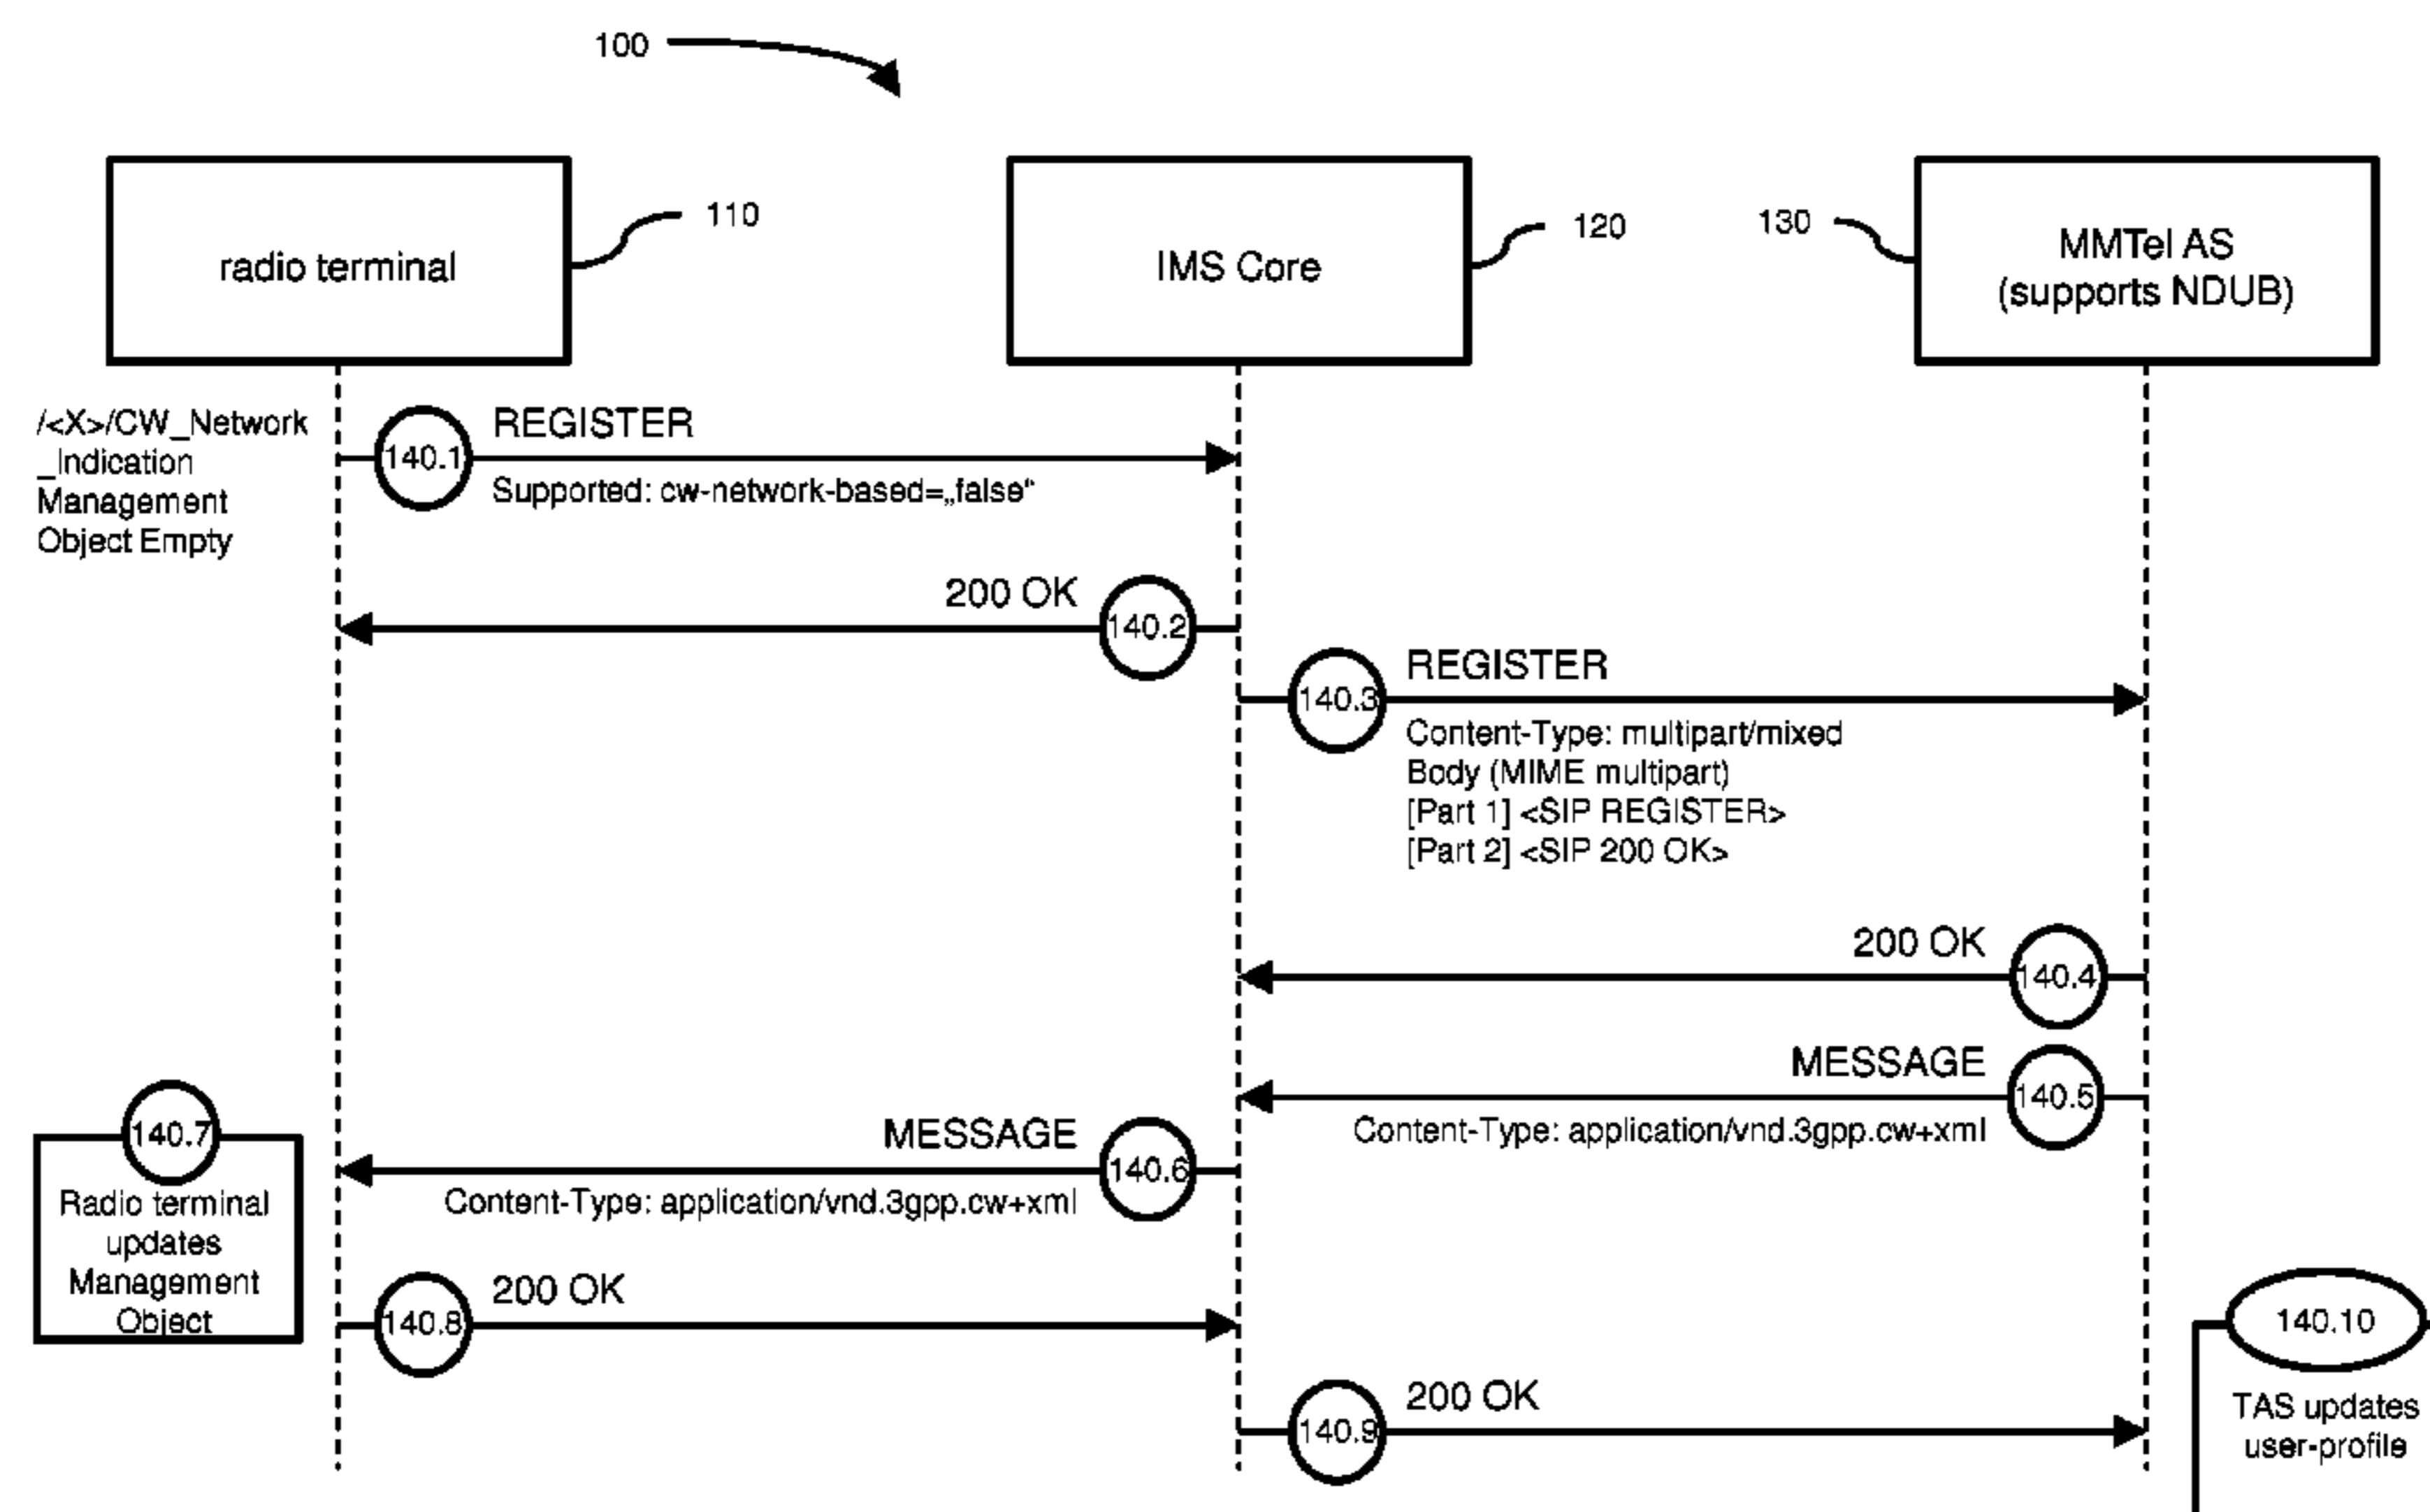 100
110
120
130
radio terminal
IMS Core
MMTel AS
(supports NDUB)
/<X>/CW_Network
_Indication
Management
Object Empty
140.1
REGISTER
Supported: cw-network-based=„false“
200 OK
140.2
140.3
REGISTER
Content-Type: multipart/mixed
Body (MIME multipart)
[Part 1] <SIP REGISTER>
[Part 2] <SIP 200 OK>
200 OK
140.4
MESSAGE
140.5
Content-Type: application/vnd.3gpp.cw+xml
MESSAGE
140.6
Content-Type: application/vnd.3gpp.cw+xml
140.7
Radio terminal
updates
Management
Object
140.8
200 OK
140.9
200 OK
140.10
TAS updates
user-profile